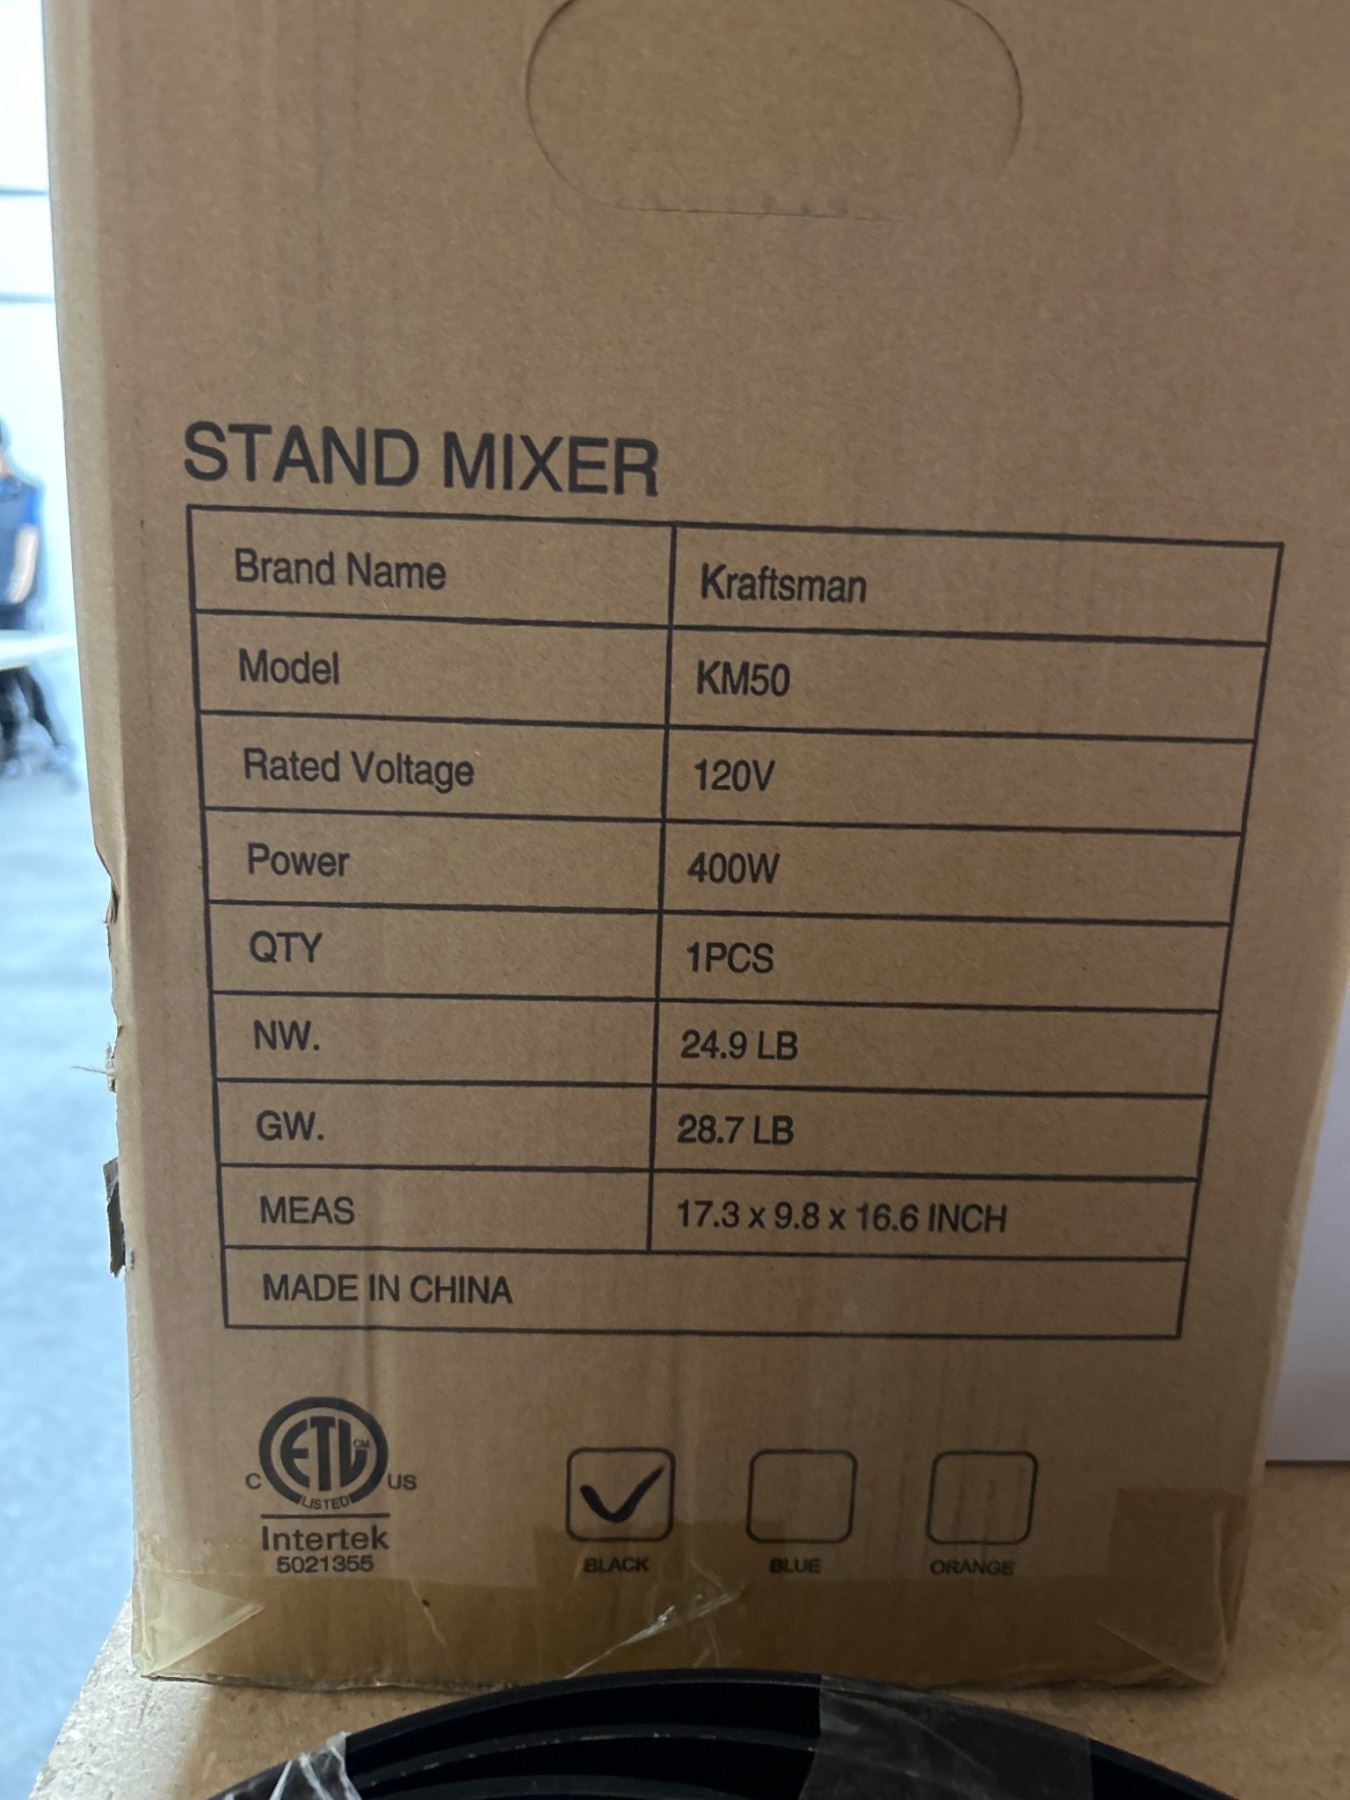 STAND MIXER
Brand Name Kraftsman
Model KM50
Rated Voltage 120V
Power 400W
QTY 1PCS
NW. 24.9 LB
GW. 28.7 LB
MEAS 17.3 x 9.8 x 16.6 INCH
MADE IN CHINA
ETL CM
C US
LISTED
Intertek
5021355
BLACK BLUE ORANGE